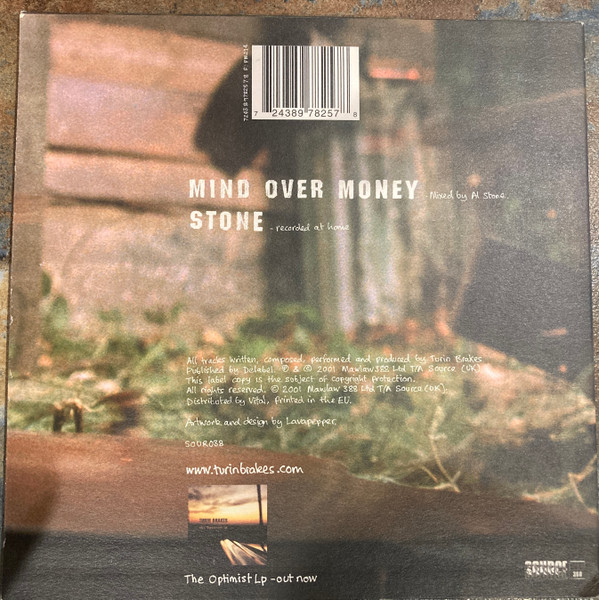 7 24389 78257 8
MIND OVER MONEY - Mixed by Al Stone
STONE - recorded at home
All tracks written, composed, performed and produced by Turin Brakes
Published by Delabel. ℗ & © 2001 Mawlaw 388 Ltd T/A Source (UK)
This label copy is the subject of copyright protection.
All rights reserved. © 2001 Mawlaw 388 Ltd T/A Source (UK).
Distributed by Vital, Printed in the EU.
Artwork and design by Lavapepper.
SOUR038
www.turinbrakes.com
TURIN BRAKES
The Optimist Lp - out now
SOURCE